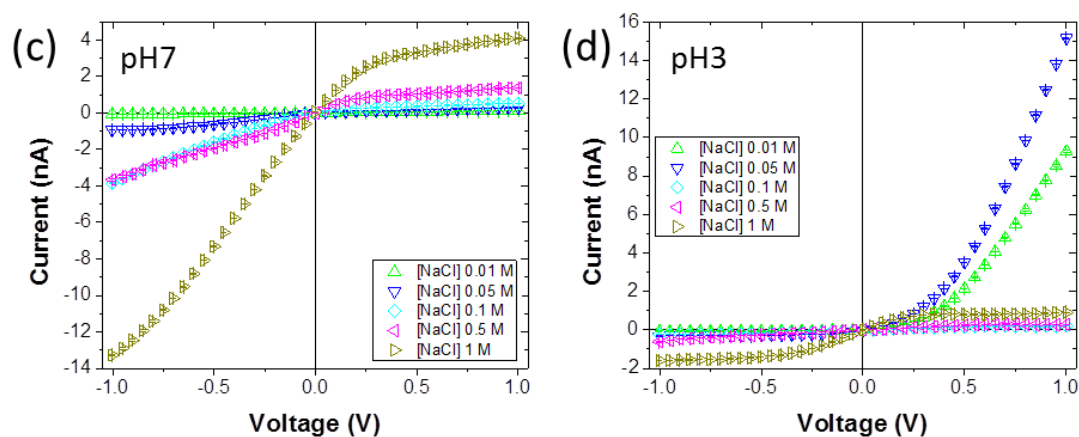 (c)
pH7
Current (nA)
4
2
0
-2
-4
-6
-8
-10
-12
-14
[NaCl] 0.01 M
[NaCl] 0.05 M
[NaCl] 0.1 M
[NaCl] 0.5 M
[NaCl] 1 M
-1.0
-0.5
0.0
0.5
1.0
Voltage (V)
(d)
pH3
Current (nA)
16
14
12
10
8
6
4
2
0
-2
[NaCl] 0.01 M
[NaCl] 0.05 M
[NaCl] 0.1 M
[NaCl] 0.5 M
[NaCl] 1 M
-1.0
-0.5
0.0
0.5
1.0
Voltage (V)